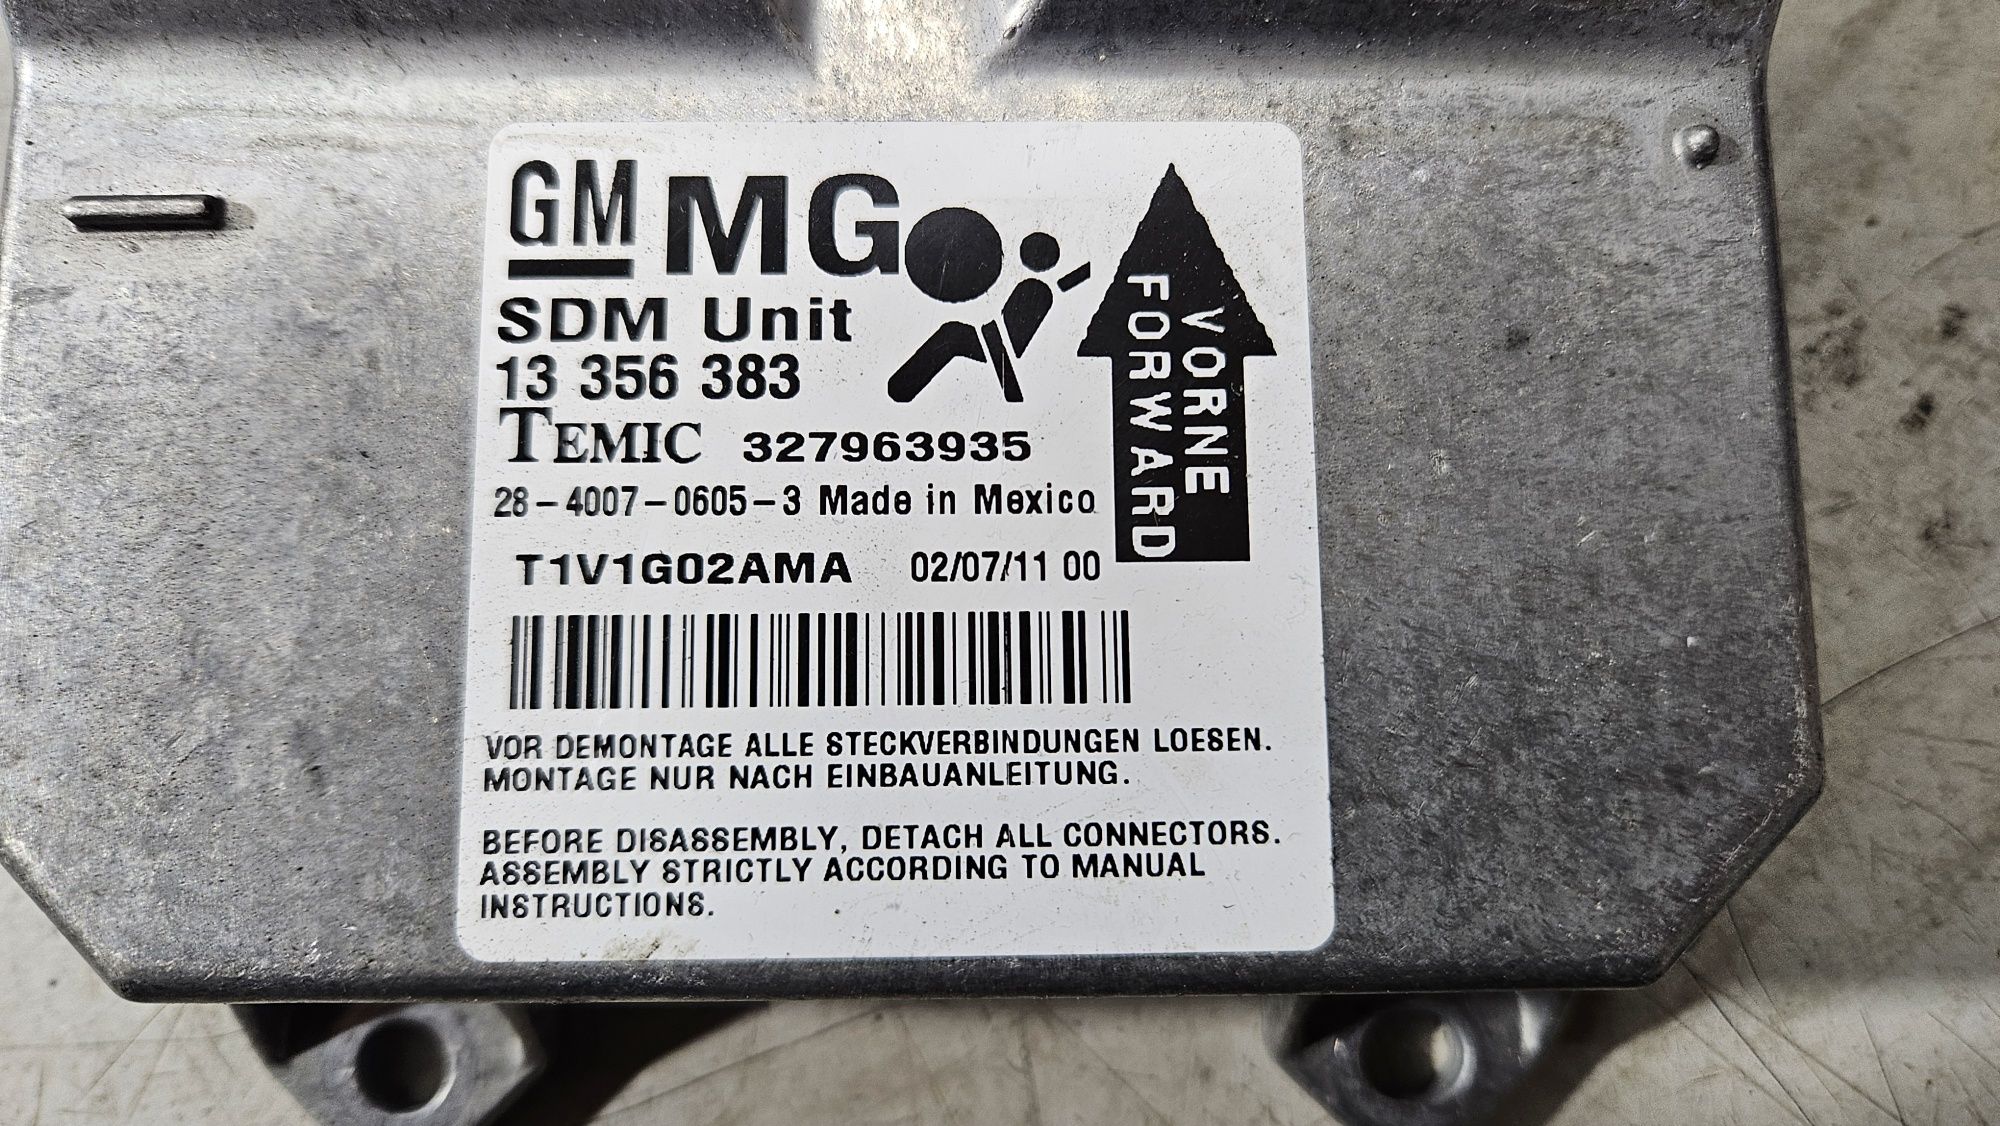 GM MG
SDM Unit
13 356 383
TEMIC 327963935
28-4007-0605-3 Made in Mexico
T1V1G02AMA 02/07/11 00
VORNE
FORWARD
VOR DEMONTAGE ALLE STECKVERBINDUNGEN LOESEN.
MONTAGE NUR NACH EINBAUANLEITUNG.
BEFORE DISASSEMBLY, DETACH ALL CONNECTORS.
ASSEMBLY STRICTLY ACCORDING TO MANUAL
INSTRUCTIONS.